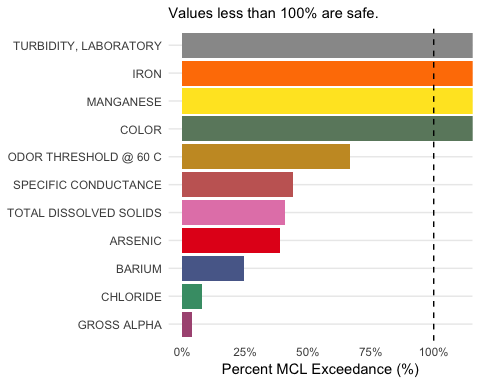 Values less than 100% are safe.
TURBIDITY, LABORATORY
IRON
MANGANESE
COLOR
ODOR THRESHOLD @ 60 C
SPECIFIC CONDUCTANCE
TOTAL DISSOLVED SOLIDS
ARSENIC
BARIUM
CHLORIDE
GROSS ALPHA
0% 25% 50% 75% 100%
Percent MCL Exceedance (%)